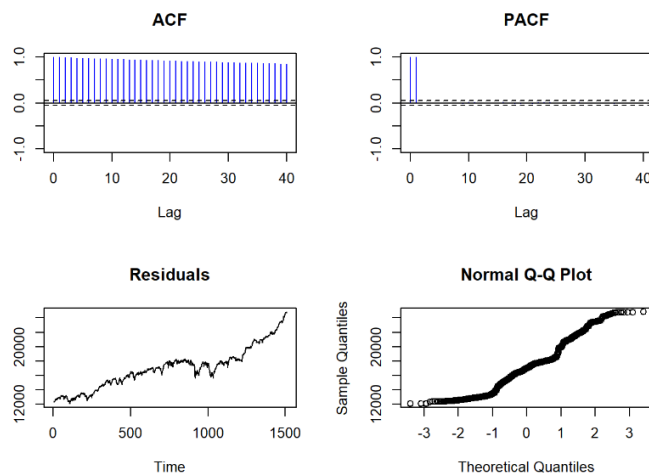 ACF
1.0
0.0
-1.0
0 10 20 30 40
Lag
PACF
1.0
0.0
-1.0
0 10 20 30 40
Lag
Residuals
20000
12000
0 500 1000 1500
Time
Normal Q-Q Plot
Sample Quantiles
20000
12000
-3 -2 -1 0 1 2 3
Theoretical Quantiles